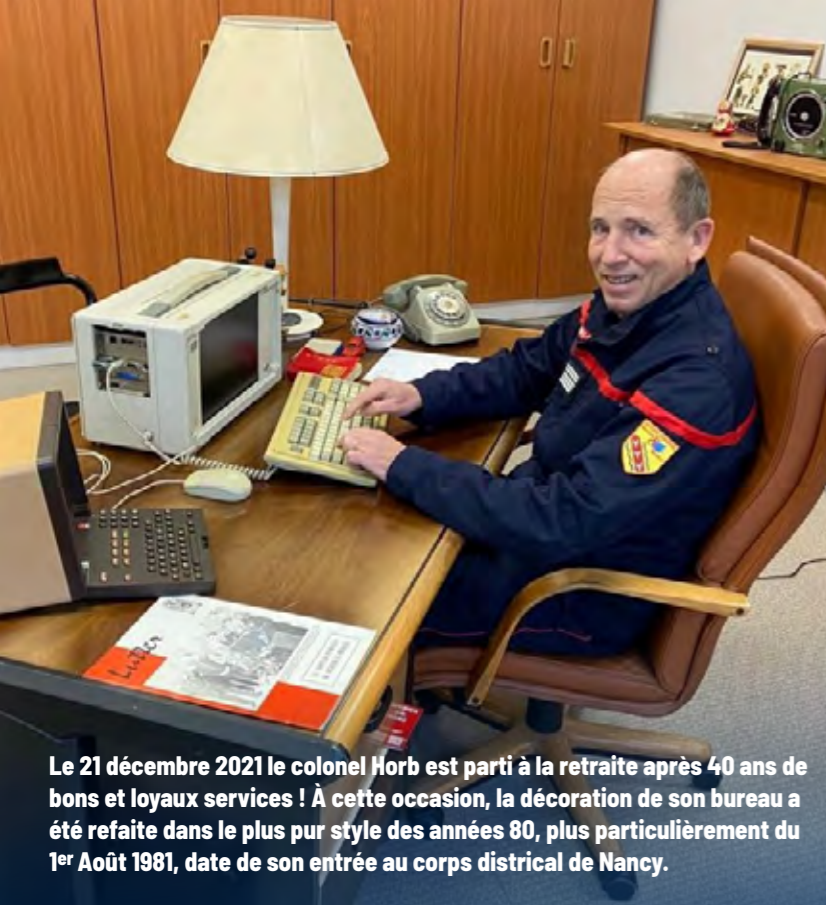 Le 21 décembre 2021 le colonel Horb est parti à la retraite après 40 ans de
bons et loyaux services ! À cette occasion, la décoration de son bureau a
été refaite dans le plus pur style des années 80, plus particulièrement du
1er Août 1981, date de son entrée au corps districal de Nancy.